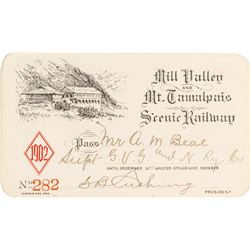 Mill Valley
AND
Mt. Tamalpais
Scenic Railway
1902
Pass Mr A. M. Beal
Supt G.V.G and N. Ry Co
UNTIL DECEMBER 31ST UNLESS OTHERWISE ORDERED
No. 282
PRESIDENT